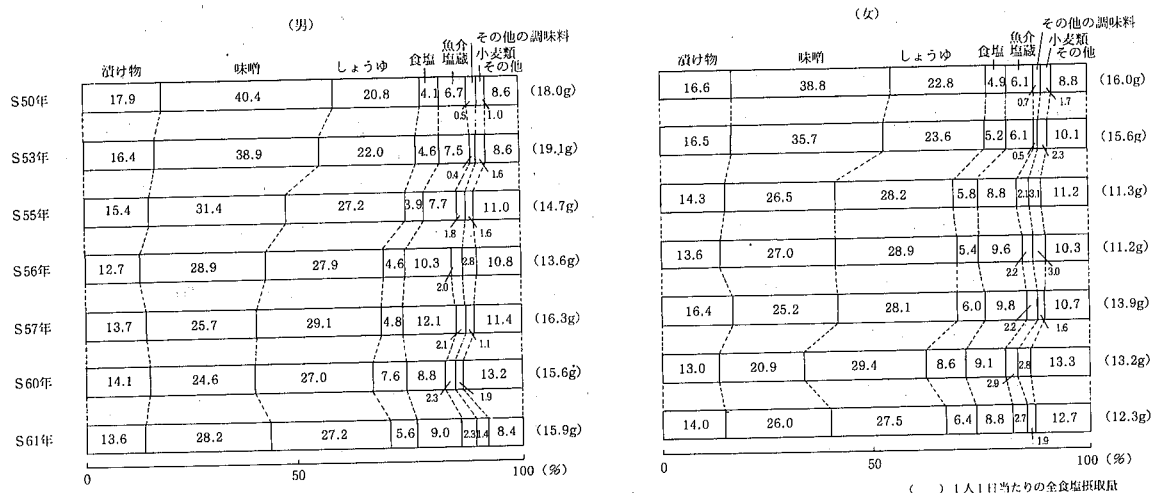 （男）
その他の調味料
漬け物 味噌 しょうゆ 食塩 魚介塩蔵 小麦類 その他
S50年 17.9 40.4 20.8 4.1 6.7 8.6 (18.0g)
0.5 1.0
S53年 16.4 38.9 22.0 4.6 7.5 8.6 (19.1g)
0.4 1.6
S55年 15.4 31.4 27.2 3.9 7.7 11.0 (14.7g)
1.8 1.6
S56年 12.7 28.9 27.9 4.6 10.3 2.8 10.8 (13.6g)
2.0
S57年 13.7 25.7 29.1 4.8 12.1 11.4 (16.3g)
2.1 1.1
S60年 14.1 24.6 27.0 7.6 8.8 13.2 (15.6g)
2.3 1.9
S61年 13.6 28.2 27.2 5.6 9.0 2.3 1.4 8.4 (15.9g)
0 50 100 (%)
（女）
その他の調味料
漬け物 味噌 しょうゆ 食塩 魚介塩蔵 小麦類 その他
16.6 38.8 22.8 4.9 6.1 8.8 (16.0g)
0.7 1.7
16.5 35.7 23.6 5.2 6.1 10.1 (15.6g)
0.5 2.3
14.3 26.5 28.2 5.8 8.8 2.1 3.1 11.2 (11.3g)
13.6 27.0 28.9 5.4 9.6 10.3 (11.2g)
2.2 3.0
16.4 25.2 28.1 6.0 9.8 10.7 (13.9g)
2.2 1.6
13.0 20.9 29.4 8.6 9.1 2.8 13.3 (13.2g)
2.9
14.0 26.0 27.5 6.4 8.8 2.7 12.7 (12.3g)
1.9
0 50 100 (%)
（ ）1人1日当たりの全食塩摂取量